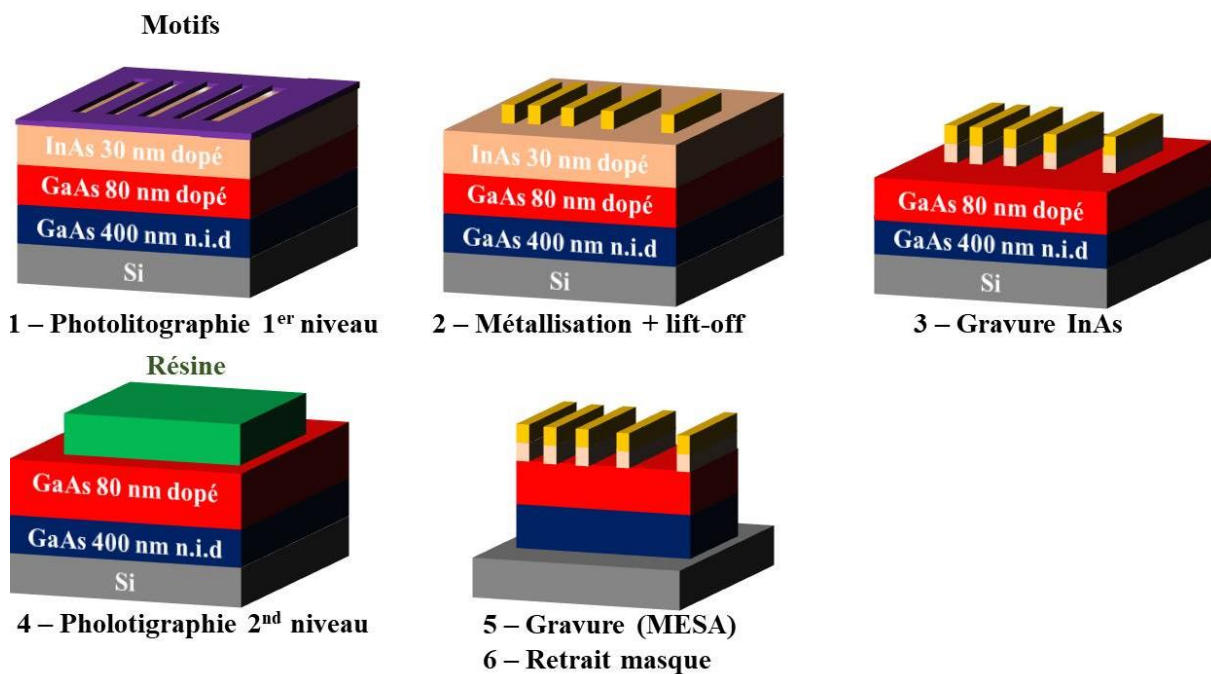 Motifs
InAs 30 nm dopé
GaAs 80 nm dopé
GaAs 400 nm n.i.d
Si
1 – Photolitographie 1er niveau
InAs 30 nm dopé
GaAs 80 nm dopé
GaAs 400 nm n.i.d
Si
2 – Métallisation + lift-off
GaAs 80 nm dopé
GaAs 400 nm n.i.d
Si
3 – Gravure InAs
Résine
GaAs 80 nm dopé
GaAs 400 nm n.i.d
Si
4 – Pholotigraphie 2nd niveau
5 – Gravure (MESA)
6 – Retrait masque